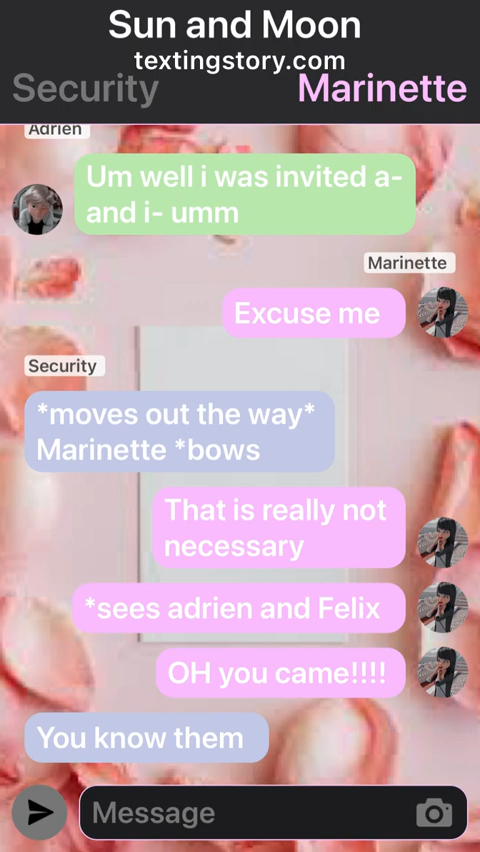 Sun and Moon
textingstory.com
Security Marinette
Adrien
Um well i was invited a-
and i- umm
Marinette
Excuse me
Security
*moves out the way*
Marinette *bows
That is really not
necessary
*sees adrien and Felix
OH you came!!!!
You know them
Message